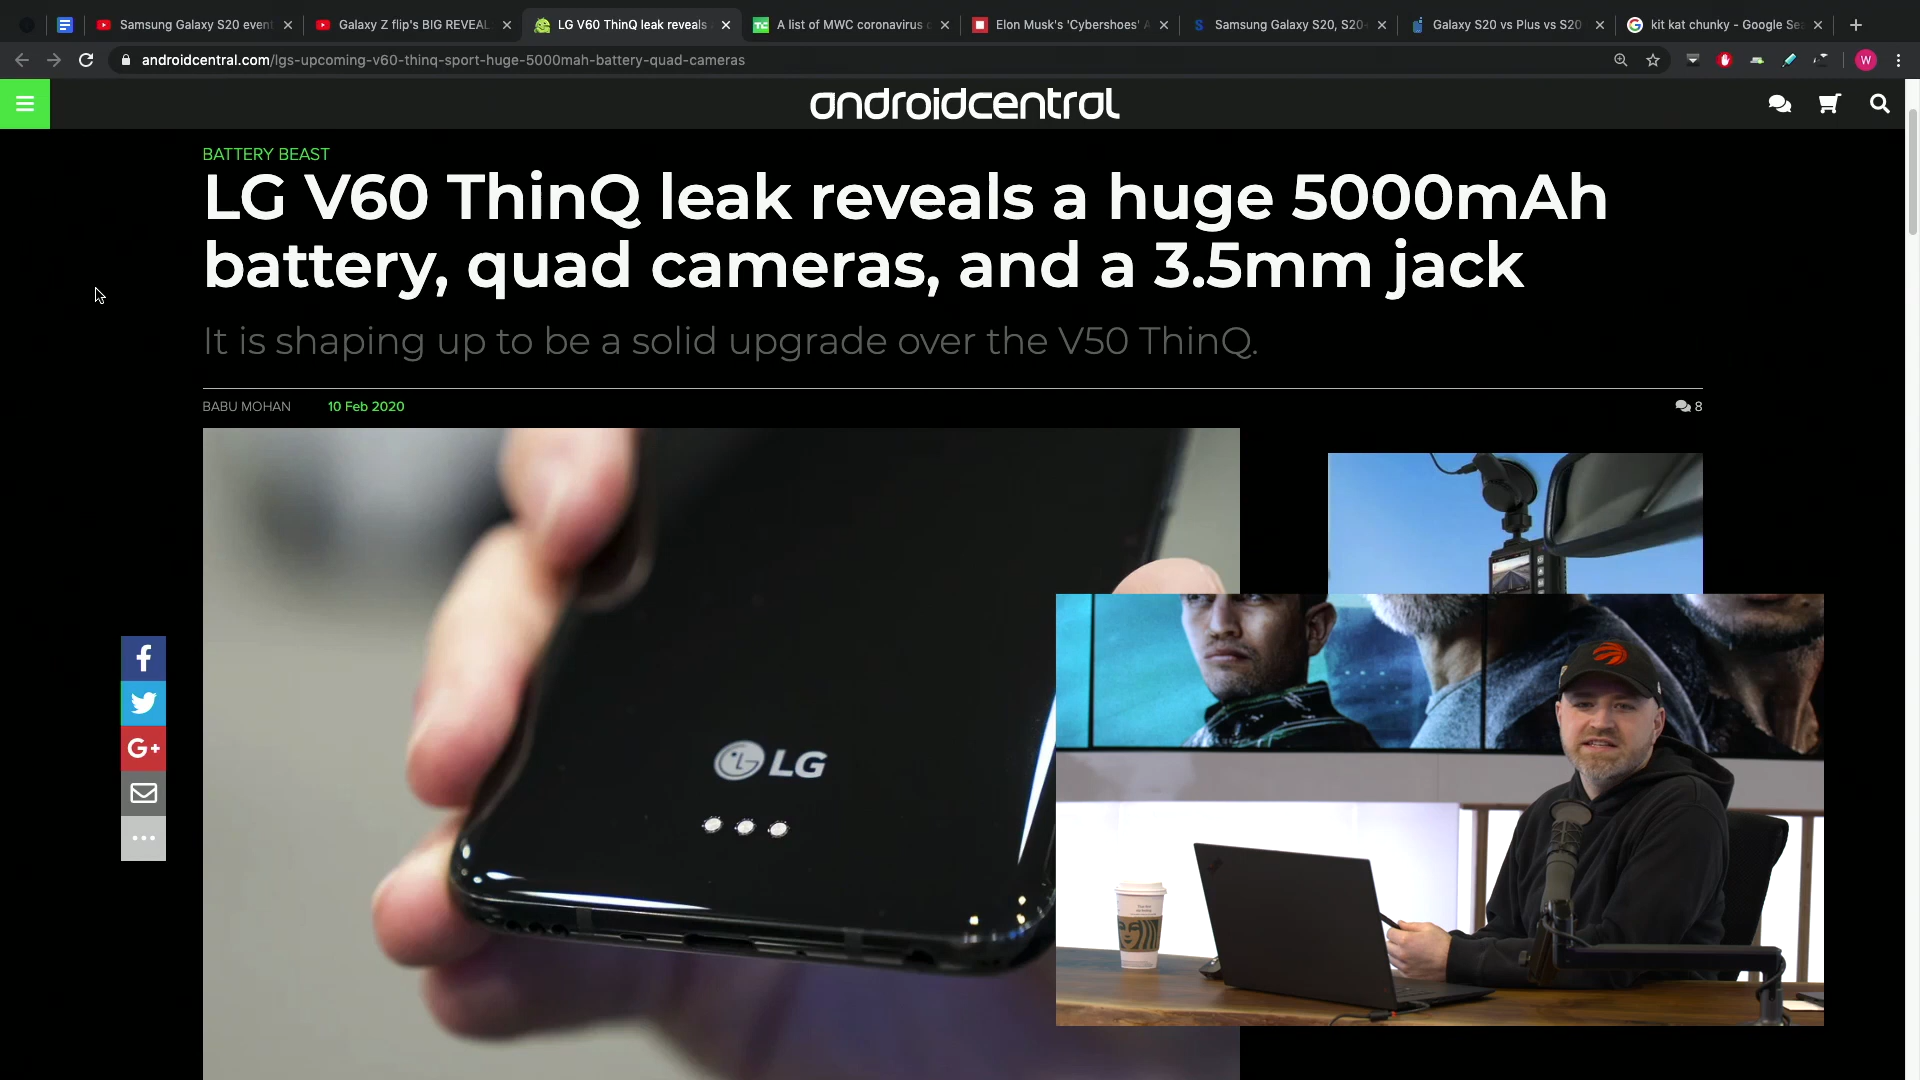 Samsung Galaxy S20 event
Galaxy Z flip's BIG REVEAL
LG V60 ThinQ leak reveals
A list of MWC coronavirus
Elon Musk's 'Cybershoes'
Samsung Galaxy S20, S20
Galaxy S20 vs Plus vs S20
kit kat chunky - Google Se
androidcentral.com/lgs-upcoming-v60-thinq-sport-huge-5000mah-battery-quad-cameras
W
androidcentral
BATTERY BEAST
LG V60 ThinQ leak reveals a huge 5000mAh
battery, quad cameras, and a 3.5mm jack
It is shaping up to be a solid upgrade over the V50 ThinQ.
BABU MOHAN 10 Feb 2020 8
LG
G+